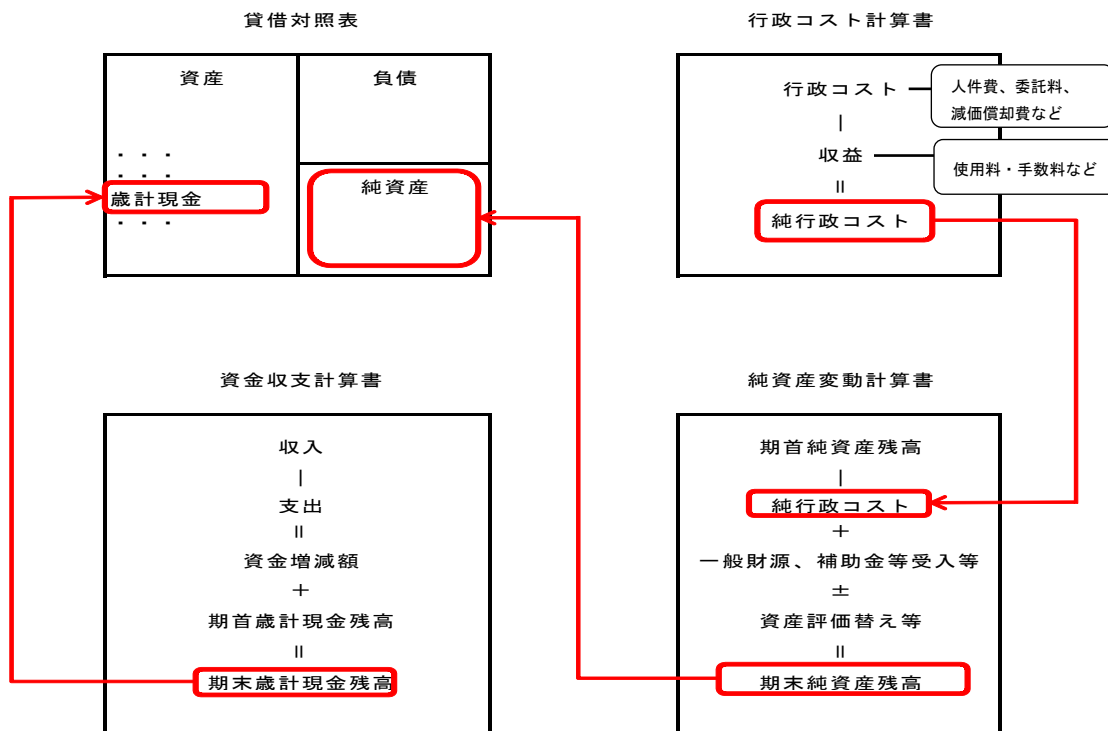 貸借対照表
資産
負債
・・・
・・・
歳計現金
・・・
純資産
行政コスト計算書
行政コスト
人件費、委託料、
減価償却費など
|
収益
使用料・手数料など
||
純行政コスト
資金収支計算書
収入
|
支出
||
資金増減額
+
期首歳計現金残高
||
期末歳計現金残高
純資産変動計算書
期首純資産残高
|
純行政コスト
+
一般財源、補助金等受入等
±
資産評価替え等
||
期末純資産残高